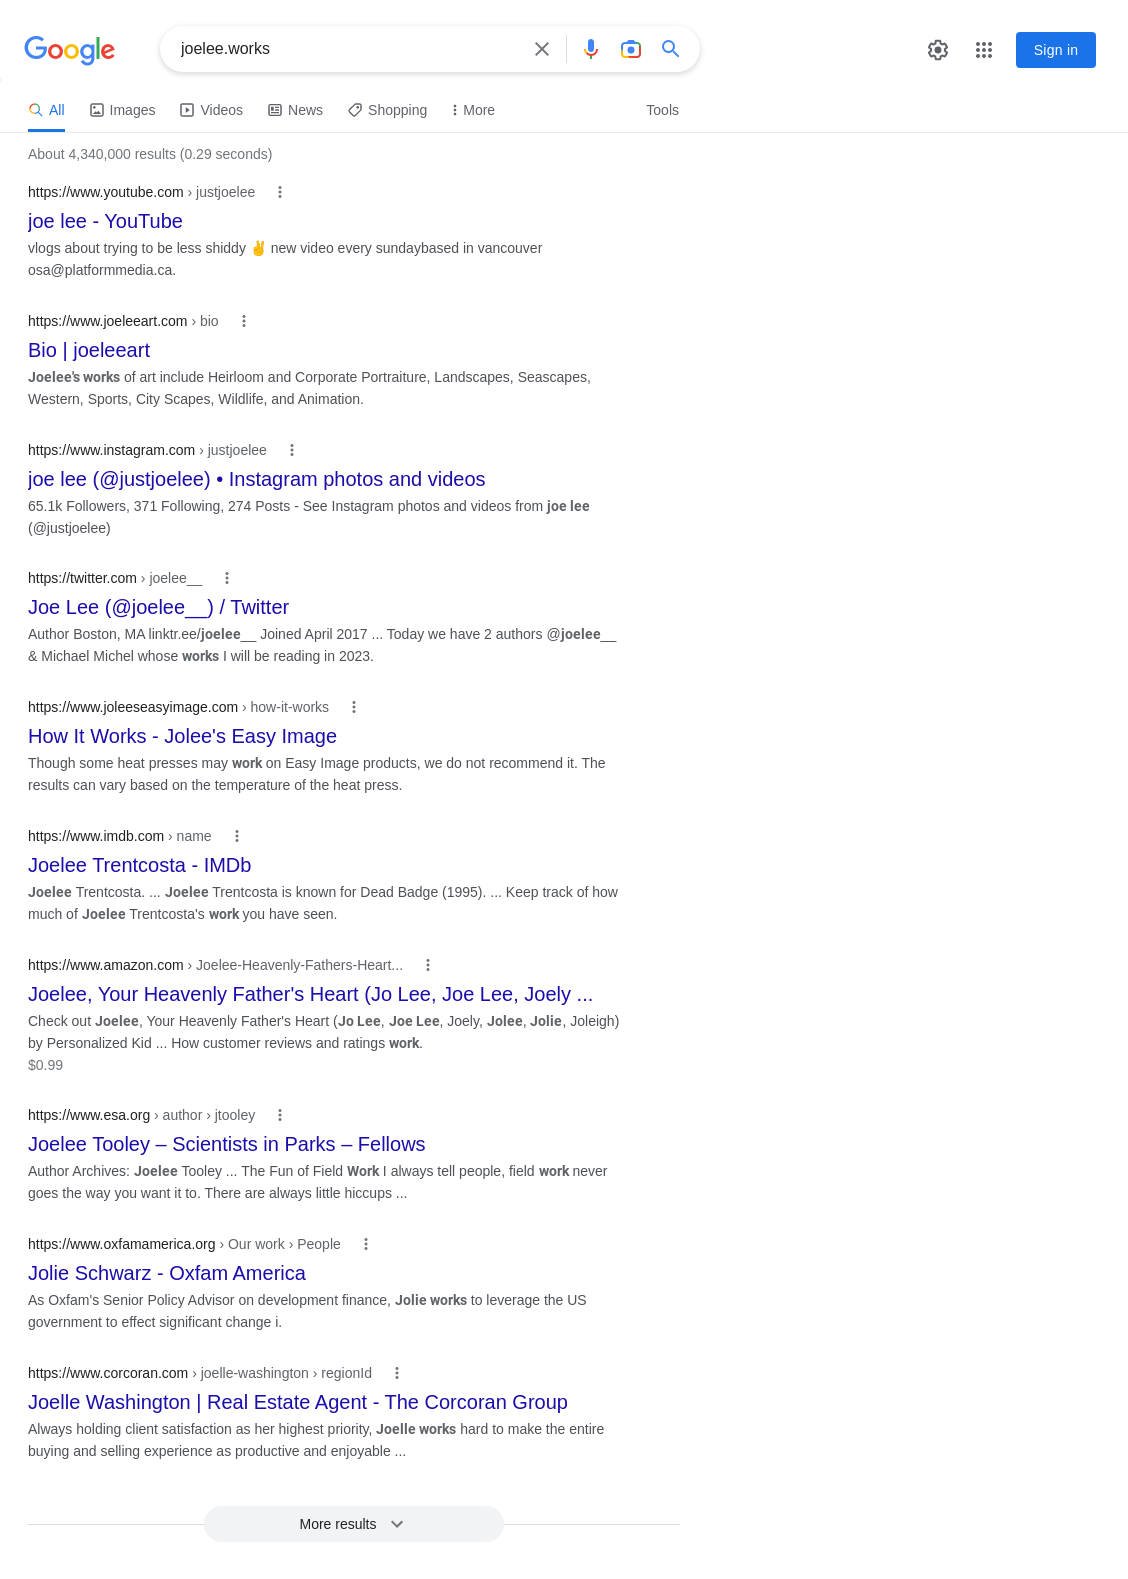 Google
joelee.works
Sign in
All Images Videos News Shopping More Tools
About 4,340,000 results (0.29 seconds)
https://www.youtube.com › justjoelee
joe lee - YouTube
vlogs about trying to be less shiddy ✌️ new video every sundaybased in vancouver
osa@platformmedia.ca.
https://www.joeleeart.com › bio
Bio | joeleeart
Joelee's works of art include Heirloom and Corporate Portraiture, Landscapes, Seascapes,
Western, Sports, City Scapes, Wildlife, and Animation.
https://www.instagram.com › justjoelee
joe lee (@justjoelee) • Instagram photos and videos
65.1k Followers, 371 Following, 274 Posts - See Instagram photos and videos from joe lee
(@justjoelee)
https://twitter.com › joelee__
Joe Lee (@joelee__) / Twitter
Author Boston, MA linktr.ee/joelee__ Joined April 2017 ... Today we have 2 authors @joelee__
& Michael Michel whose works I will be reading in 2023.
https://www.joleeseasyimage.com › how-it-works
How It Works - Jolee's Easy Image
Though some heat presses may work on Easy Image products, we do not recommend it. The
results can vary based on the temperature of the heat press.
https://www.imdb.com › name
Joelee Trentcosta - IMDb
Joelee Trentcosta. ... Joelee Trentcosta is known for Dead Badge (1995). ... Keep track of how
much of Joelee Trentcosta's work you have seen.
https://www.amazon.com › Joelee-Heavenly-Fathers-Heart...
Joelee, Your Heavenly Father's Heart (Jo Lee, Joe Lee, Joely ...
Check out Joelee, Your Heavenly Father's Heart (Jo Lee, Joe Lee, Joely, Jolee, Jolie, Joleigh)
by Personalized Kid ... How customer reviews and ratings work.
$0.99
https://www.esa.org › author › jtooley
Joelee Tooley – Scientists in Parks – Fellows
Author Archives: Joelee Tooley ... The Fun of Field Work I always tell people, field work never
goes the way you want it to. There are always little hiccups ...
https://www.oxfamamerica.org › Our work › People
Jolie Schwarz - Oxfam America
As Oxfam's Senior Policy Advisor on development finance, Jolie works to leverage the US
government to effect significant change i.
https://www.corcoran.com › joelle-washington › regionId
Joelle Washington | Real Estate Agent - The Corcoran Group
Always holding client satisfaction as her highest priority, Joelle works hard to make the entire
buying and selling experience as productive and enjoyable ...
More results